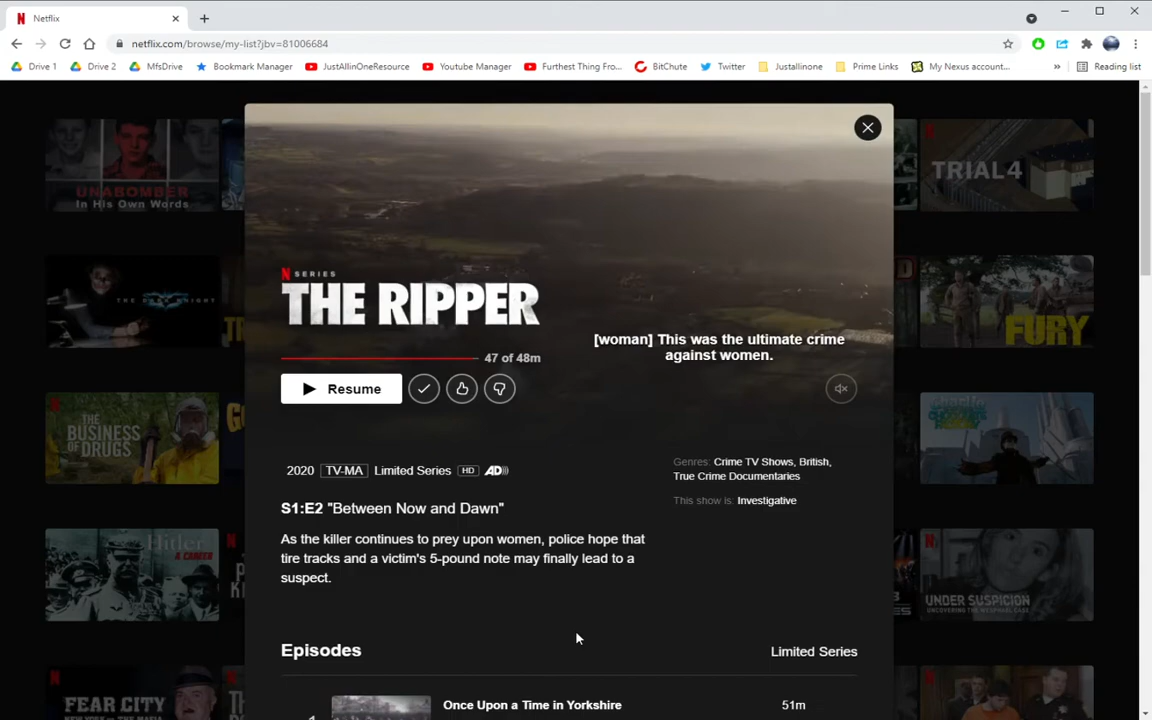 Netflix
netflix.com/browse/my-list?jbv=81006684
Drive 1 Drive 2 MfsDrive Bookmark Manager JustAllinOneResource Youtube Manager Furthest Thing Fro... BitChute Twitter Justallinone Prime Links My Nexus account... » Reading list
UNABOMBER
In His Own Words
TRIAL 4
N SERIES
THE RIPPER
[woman] This was the ultimate crime
against women.
47 of 48m
Resume
2020 TV-MA Limited Series HD AD
Genres: Crime TV Shows, British,
True Crime Documentaries
This show is: Investigative
S1:E2 "Between Now and Dawn"
As the killer continues to prey upon women, police hope that
tire tracks and a victim's 5-pound note may finally lead to a
suspect.
Episodes
Limited Series
1
Once Upon a Time in Yorkshire
51m
FURY
THE
BUSINESS
OF DRUGS
Hitler
A CAREER
UNDER SUSPICION
FEAR CITY